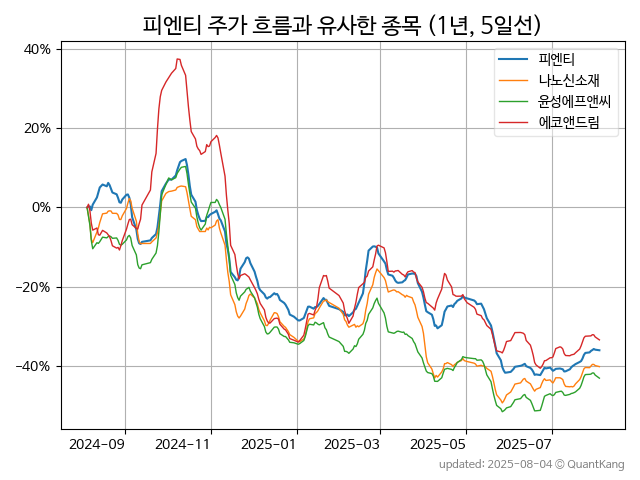 피엔티 주가 흐름과 유사한 종목 (1년, 5일선)
피엔티
나노신소재
윤성에프앤씨
에코앤드림
40%
20%
0%
−20%
−40%
2024-09 2024-11 2025-01 2025-03 2025-05 2025-07
updated: 2025-08-04 © QuantKang